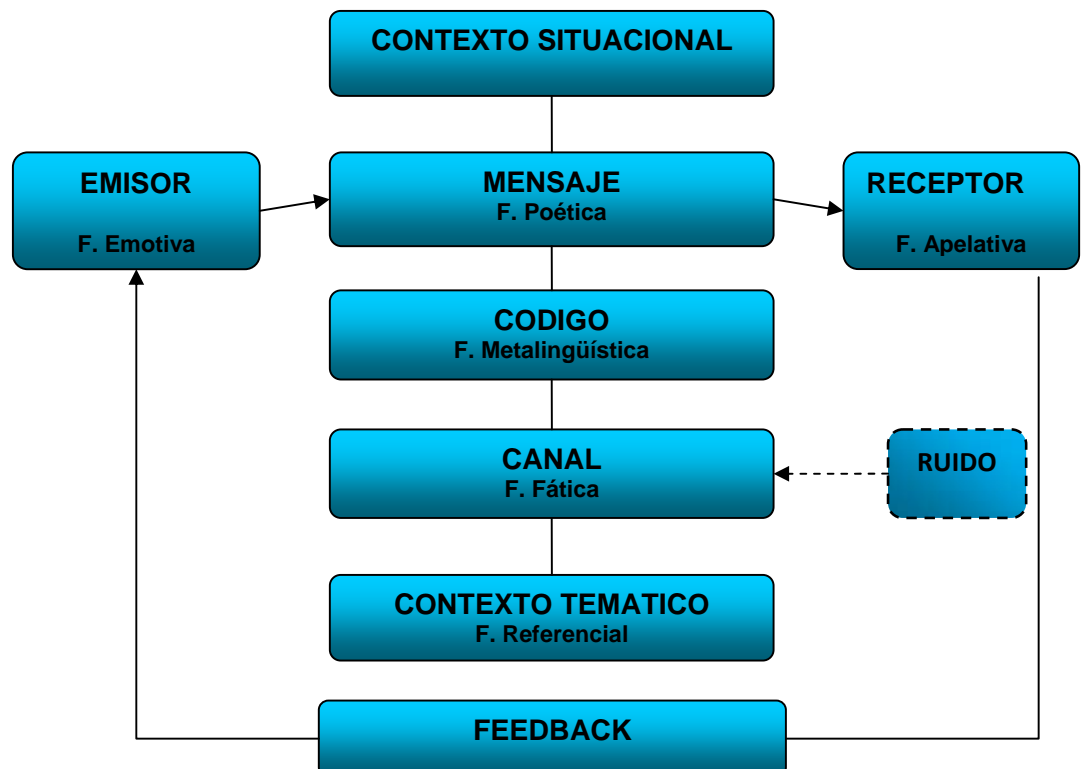 CONTEXTO SITUACIONAL
EMISOR
F. Emotiva
MENSAJE
F. Poética
RECEPTOR
F. Apelativa
CODIGO
F. Metalingüística
CANAL
F. Fática
RUIDO
CONTEXTO TEMATICO
F. Referencial
FEEDBACK